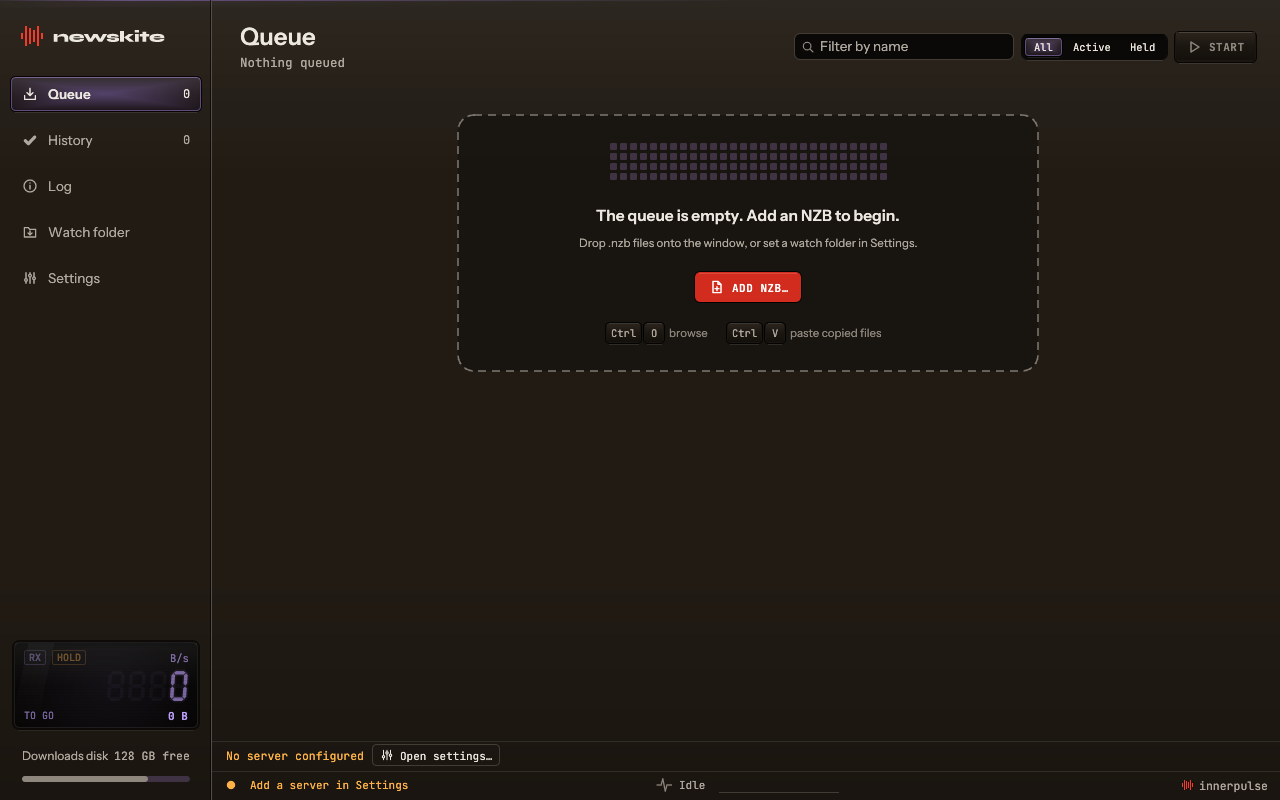 newskite
Queue 0
History 0
Log
Watch folder
Settings
RX HOLD B/s
0
TO GO 0 B
Downloads disk 128 GB free
Queue
Nothing queued
Filter by name
All Active Held
START
The queue is empty. Add an NZB to begin.
Drop .nzb files onto the window, or set a watch folder in Settings.
ADD NZB…
Ctrl O browse Ctrl V paste copied files
No server configured Open settings…
Add a server in Settings Idle innerpulse